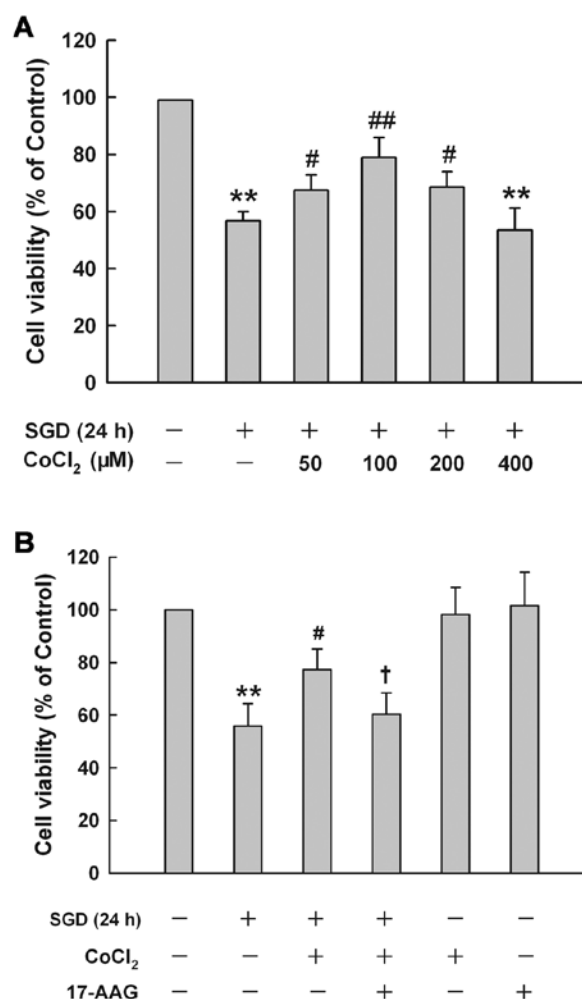 A
Cell viability (% of Control)
120
100
80
60
40
20
0
**
#
##
#
**
SGD (24 h) − + + + + +
CoCl₂ (μM) − − 50 100 200 400
B
Cell viability (% of Control)
120
100
80
60
40
20
0
**
#
†
SGD (24 h) − + + + − −
CoCl₂ − − + + + −
17-AAG − − − + − +